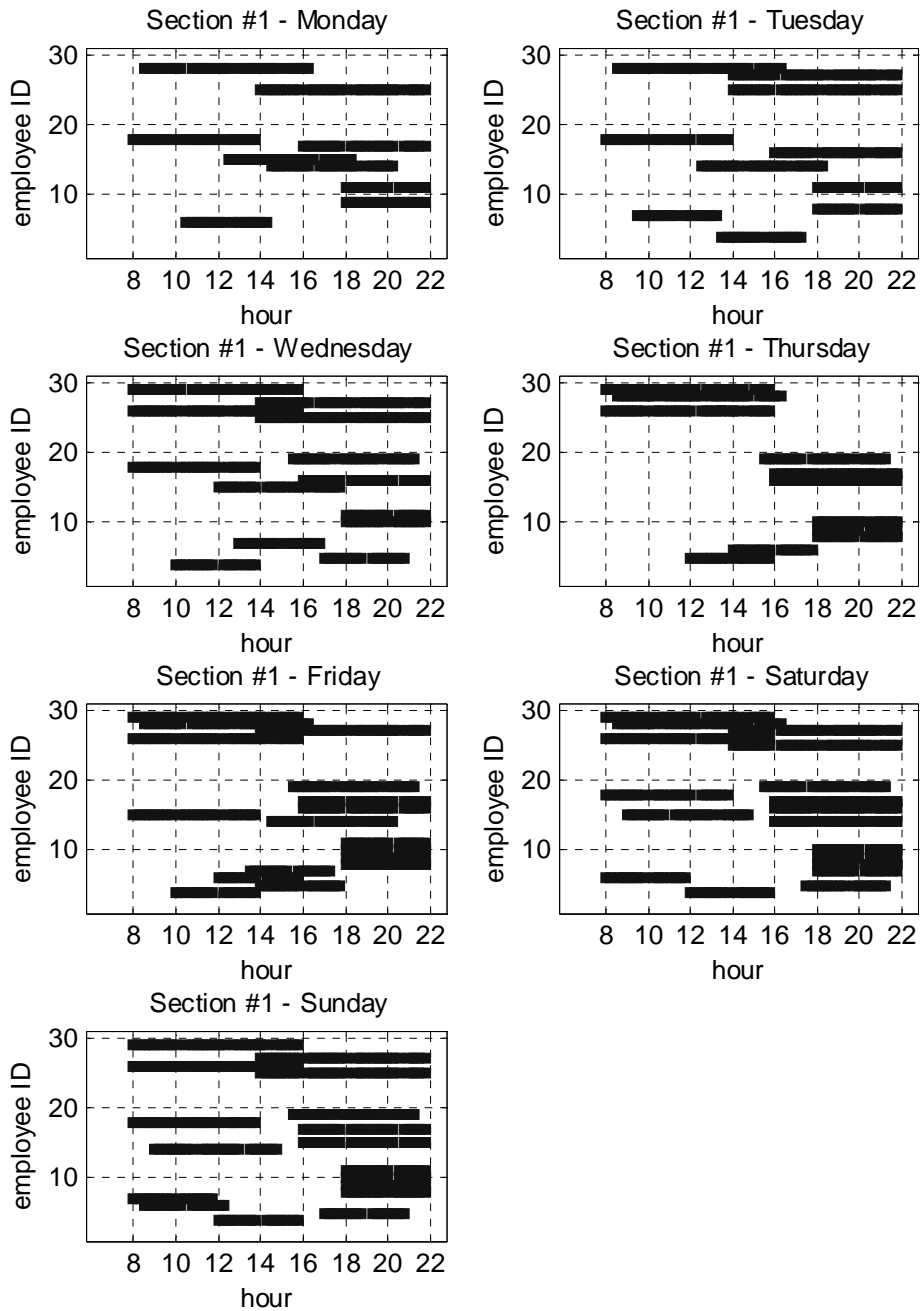 Section #1 - Monday
30
20
10
employee ID
8 10 12 14 16 18 20 22
hour
Section #1 - Tuesday
30
20
10
employee ID
8 10 12 14 16 18 20 22
hour
Section #1 - Wednesday
30
20
10
employee ID
8 10 12 14 16 18 20 22
hour
Section #1 - Thursday
30
20
10
employee ID
8 10 12 14 16 18 20 22
hour
Section #1 - Friday
30
20
10
employee ID
8 10 12 14 16 18 20 22
hour
Section #1 - Saturday
30
20
10
employee ID
8 10 12 14 16 18 20 22
hour
Section #1 - Sunday
30
20
10
employee ID
8 10 12 14 16 18 20 22
hour